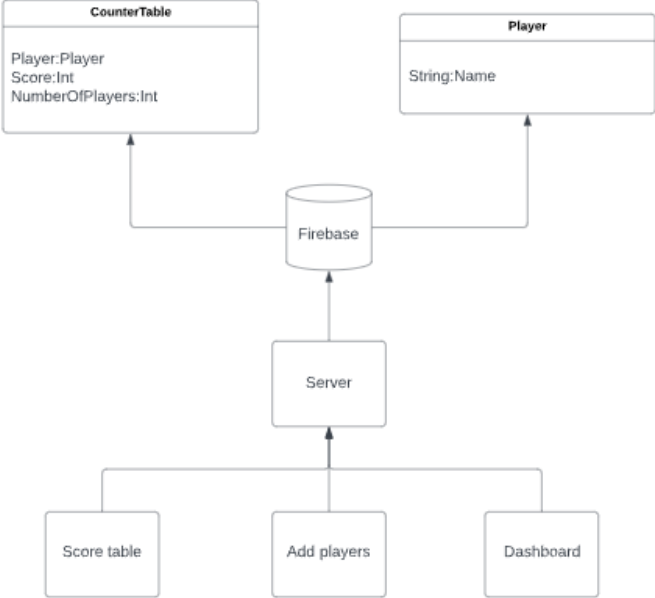 CounterTable
Player:Player
Score:Int
NumberOfPlayers:Int
Player
String:Name
Firebase
Server
Score table
Add players
Dashboard